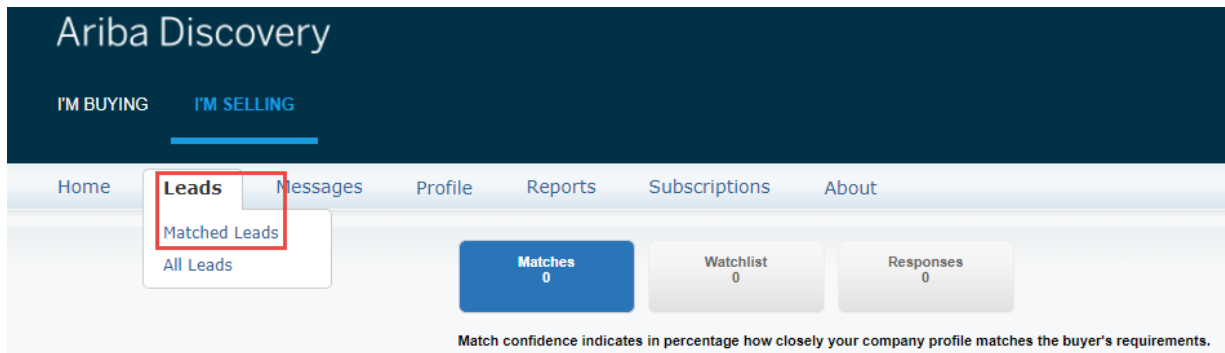 Ariba Discovery
I'M BUYING I'M SELLING
Home Leads Messages Profile Reports Subscriptions About
Matched Leads
All Leads
Matches Watchlist Responses
0 0 0
Match confidence indicates in percentage how closely your company profile matches the buyer's requirements.